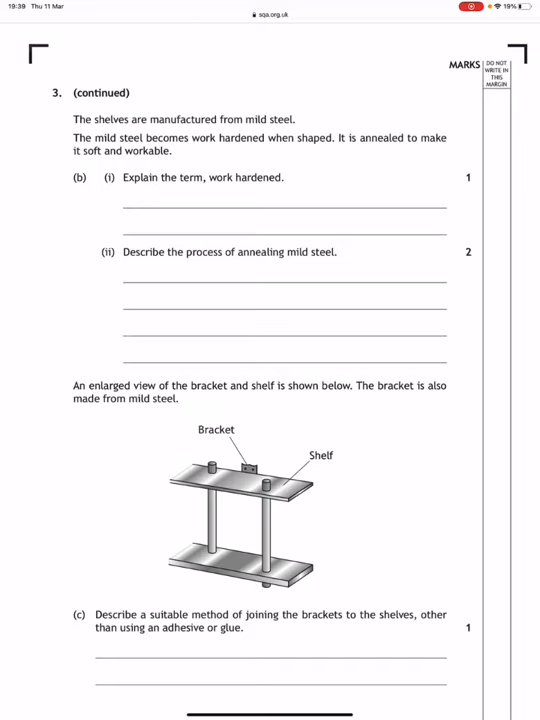 19:39 Thu 11 Mar
19%
sqa.org.uk
MARKS
DO NOT
WRITE IN
THIS
MARGIN
3. (continued)
The shelves are manufactured from mild steel.
The mild steel becomes work hardened when shaped. It is annealed to make
it soft and workable.
(b) (i) Explain the term, work hardened. 1
(ii) Describe the process of annealing mild steel. 2
An enlarged view of the bracket and shelf is shown below. The bracket is also
made from mild steel.
Bracket
Shelf
(c) Describe a suitable method of joining the brackets to the shelves, other
than using an adhesive or glue. 1